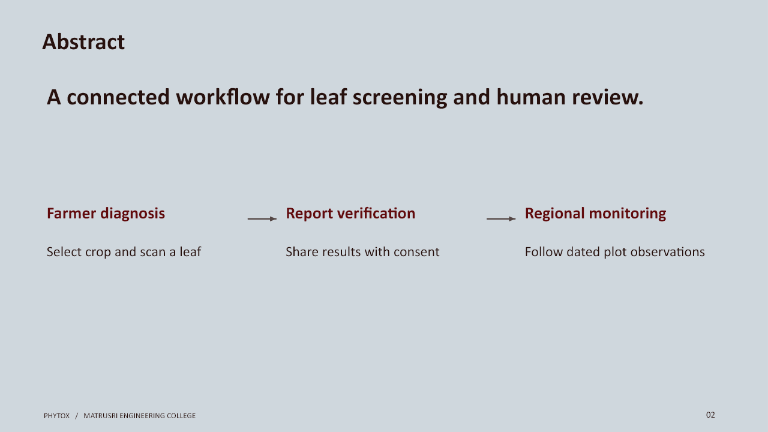 Abstract
A connected workflow for leaf screening and human review.
Farmer diagnosis
Report verification
Regional monitoring
Select crop and scan a leaf
Share results with consent
Follow dated plot observations
PHYTOX / MATRUSRI ENGINEERING COLLEGE
02